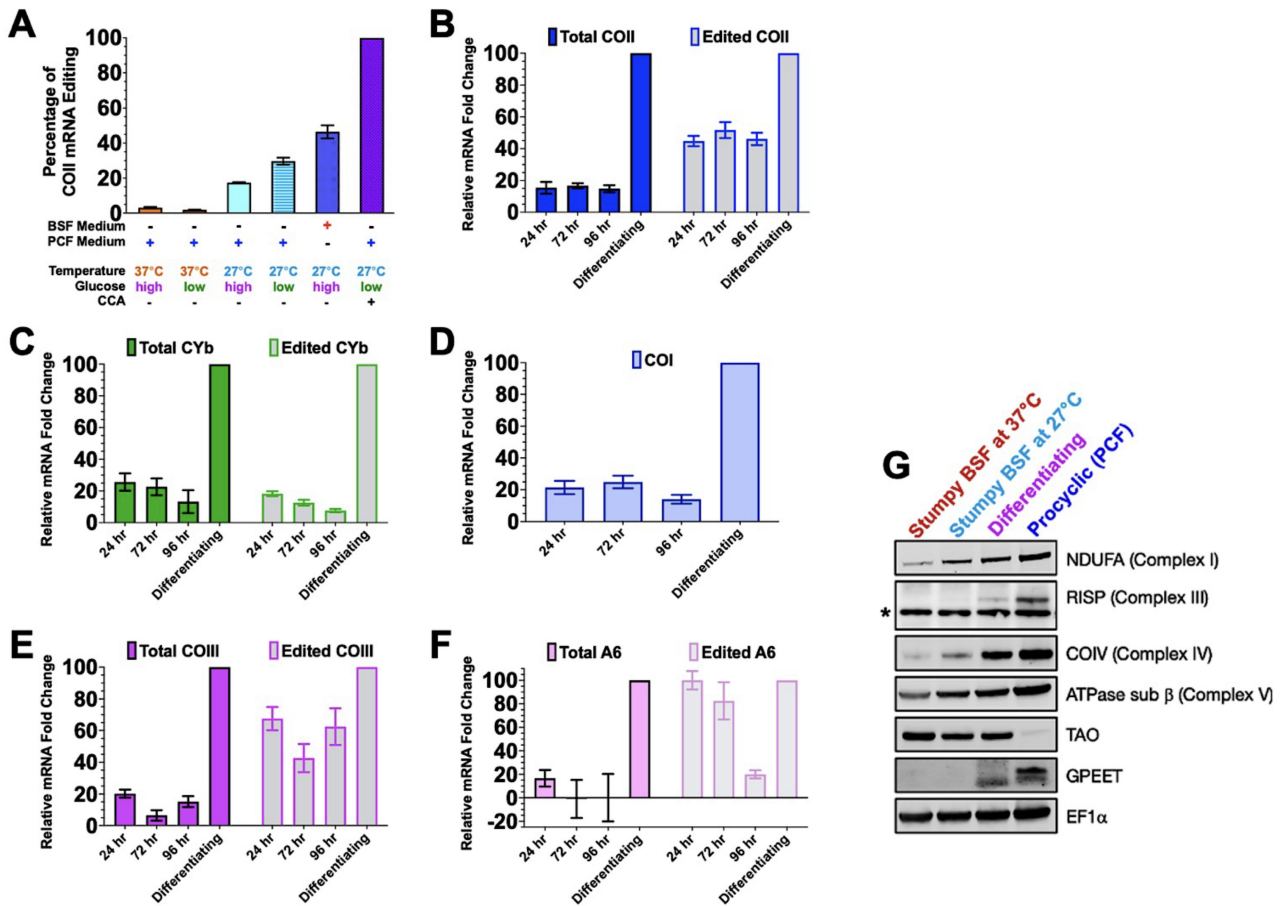 A
Percentage of
COII mRNA Editing
100
80
60
40
20
0
BSF Medium - - - - + -
PCF Medium + + + + - +
Temperature 37°C 37°C 27°C 27°C 27°C 27°C
Glucose high low high low high low
CCA - - - - - +
B
Total COII Edited COII
Relative mRNA Fold Change
100
80
60
40
20
0
24 hr 72 hr 96 hr Differentiating 24 hr 72 hr 96 hr Differentiating
C
Total CYb Edited CYb
Relative mRNA Fold Change
100
80
60
40
20
0
24 hr 72 hr 96 hr Differentiating 24 hr 72 hr 96 hr Differentiating
D
COI
Relative mRNA Fold Change
100
80
60
40
20
0
24 hr 72 hr 96 hr Differentiating
E
Total COIII Edited COIII
Relative mRNA Fold Change
100
80
60
40
20
0
24 hr 72 hr 96 hr Differentiating 24 hr 72 hr 96 hr Differentiating
F
Total A6 Edited A6
Relative mRNA Fold Change
100
80
60
40
20
0
-20
24 hr 72 hr 96 hr Differentiating 24 hr 72 hr 96 hr Differentiating
G
Stumpy BSF at 37°C
Stumpy BSF at 27°C
Differentiating
Procyclic (PCF)
NDUFA (Complex I)
RISP (Complex III)
*
COIV (Complex IV)
ATPase sub β (Complex V)
TAO
GPEET
EF1α